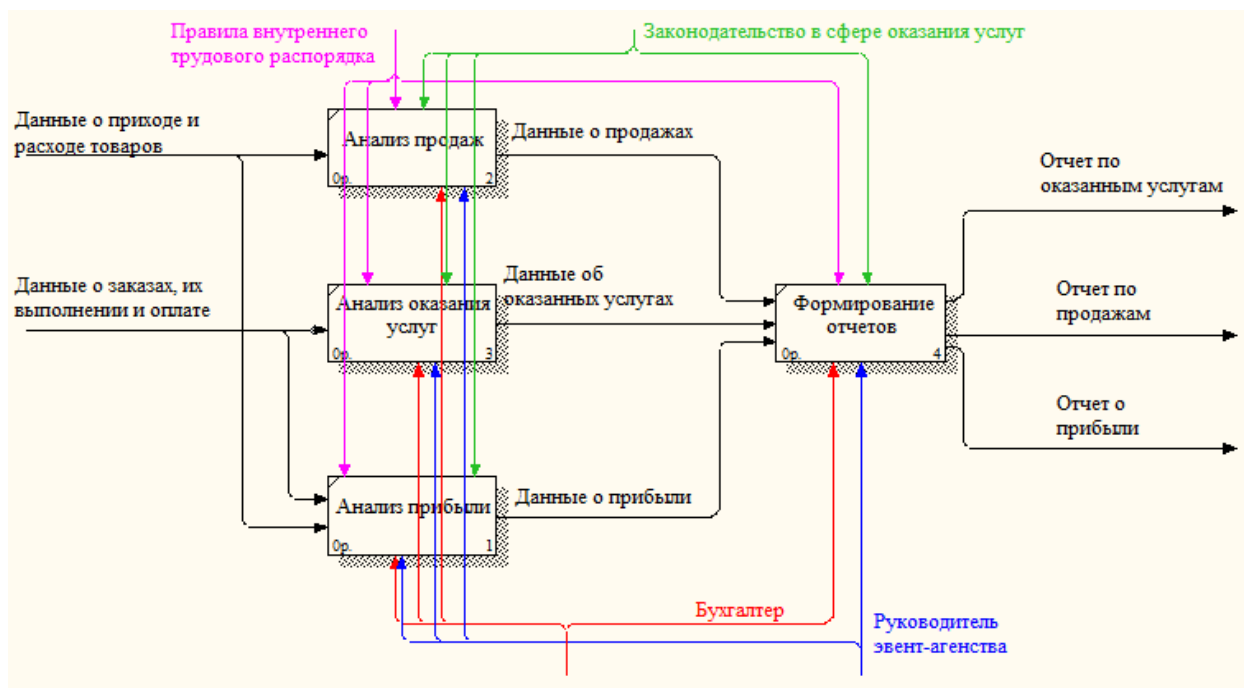 Правила внутреннего
трудового распорядка
Законодательство в сфере оказания услуг
Данные о приходе и
расходе товаров
Анализ продаж
0р.
2
Данные о продажах
Отчет по
оказанным услугам
Данные о заказах, их
выполнении и оплате
Анализ оказания
услуг
0р.
3
Данные об
оказанных услугах
Формирование
отчетов
0р.
4
Отчет по
продажам
Отчет о
прибыли
Анализ прибыли
0р.
1
Данные о прибыли
Бухгалтер
Руководитель
эвент-агенства